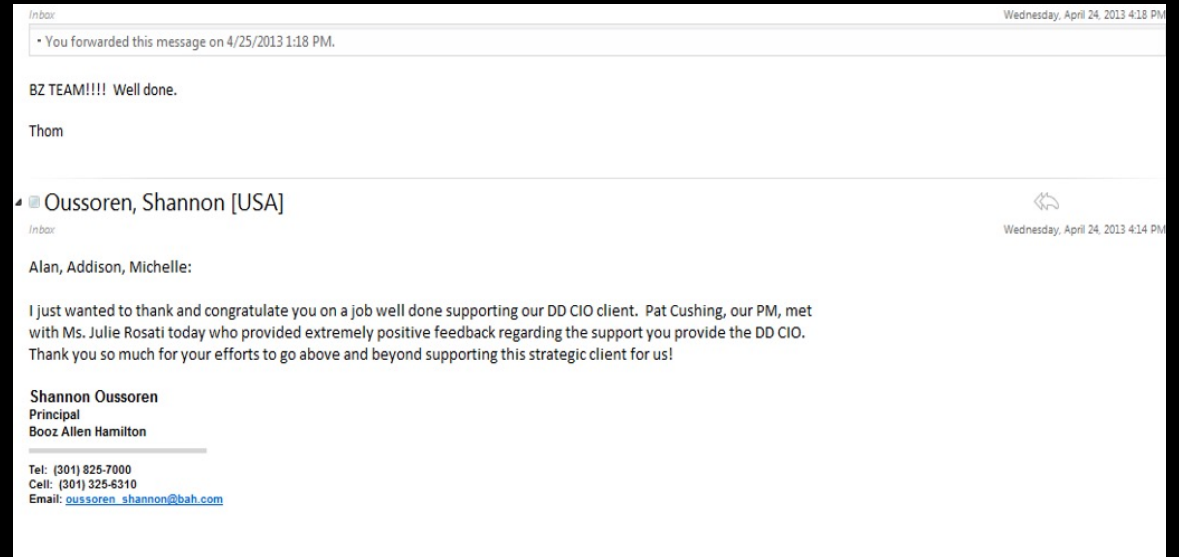 Inbox Wednesday, April 24, 2013 4:18 PM
• You forwarded this message on 4/25/2013 1:18 PM.
BZ TEAM!!!! Well done.
Thom
Oussoren, Shannon [USA]
Inbox Wednesday, April 24, 2013 4:14 PM
Alan, Addison, Michelle:
I just wanted to thank and congratulate you on a job well done supporting our DD CIO client. Pat Cushing, our PM, met
with Ms. Julie Rosati today who provided extremely positive feedback regarding the support you provide the DD CIO.
Thank you so much for your efforts to go above and beyond supporting this strategic client for us!
Shannon Oussoren
Principal
Booz Allen Hamilton
Tel: (301) 825-7000
Cell: (301) 325-6310
Email: oussoren_shannon@bah.com